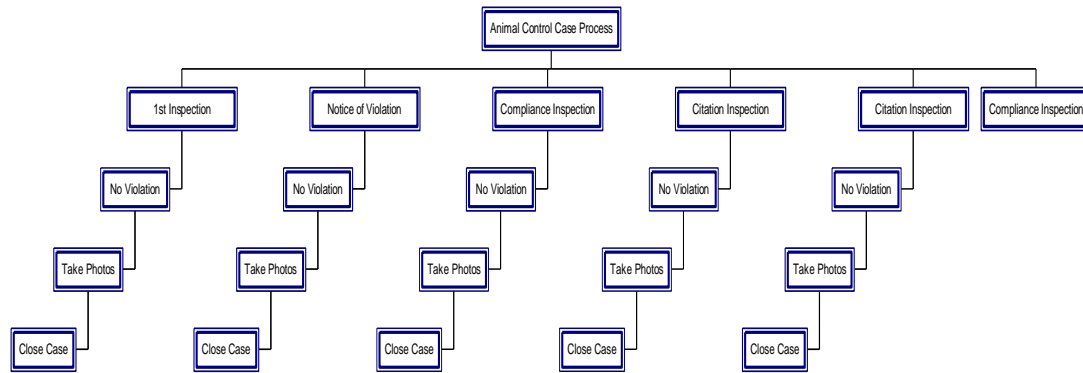 Animal Control Case Process
1st Inspection
Notice of Violation
Compliance Inspection
Citation Inspection
Citation Inspection
Compliance Inspection
No Violation
No Violation
No Violation
No Violation
No Violation
Take Photos
Take Photos
Take Photos
Take Photos
Take Photos
Close Case
Close Case
Close Case
Close Case
Close Case